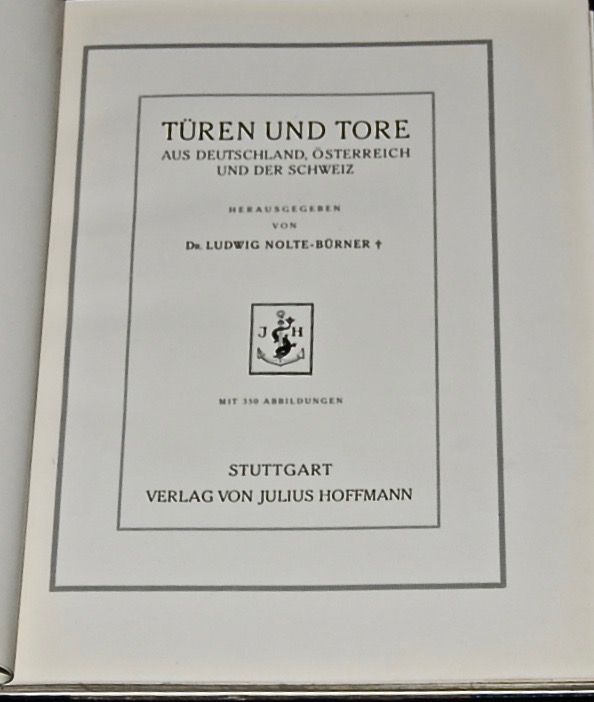 TÜREN UND TORE
AUS DEUTSCHLAND, ÖSTERREICH
UND DER SCHWEIZ
HERAUSGEGEBEN
VON
DR. LUDWIG NOLTE-BÜRNER †
J H
MIT 350 ABBILDUNGEN
STUTTGART
VERLAG VON JULIUS HOFFMANN